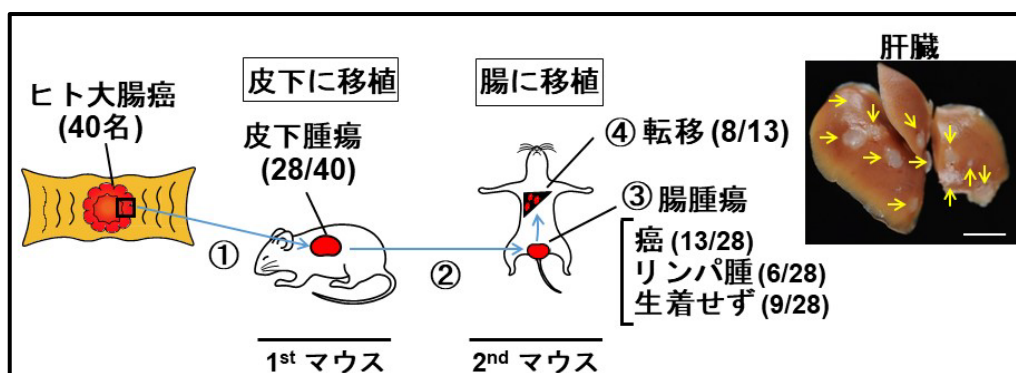 ヒト大腸癌
(40名)
皮下に移植
皮下腫瘍
(28/40)
①
1st マウス
②
腸に移植
④転移 (8/13)
③腸腫瘍
癌 (13/28)
リンパ腫 (6/28)
生着せず (9/28)
2nd マウス
肝臓